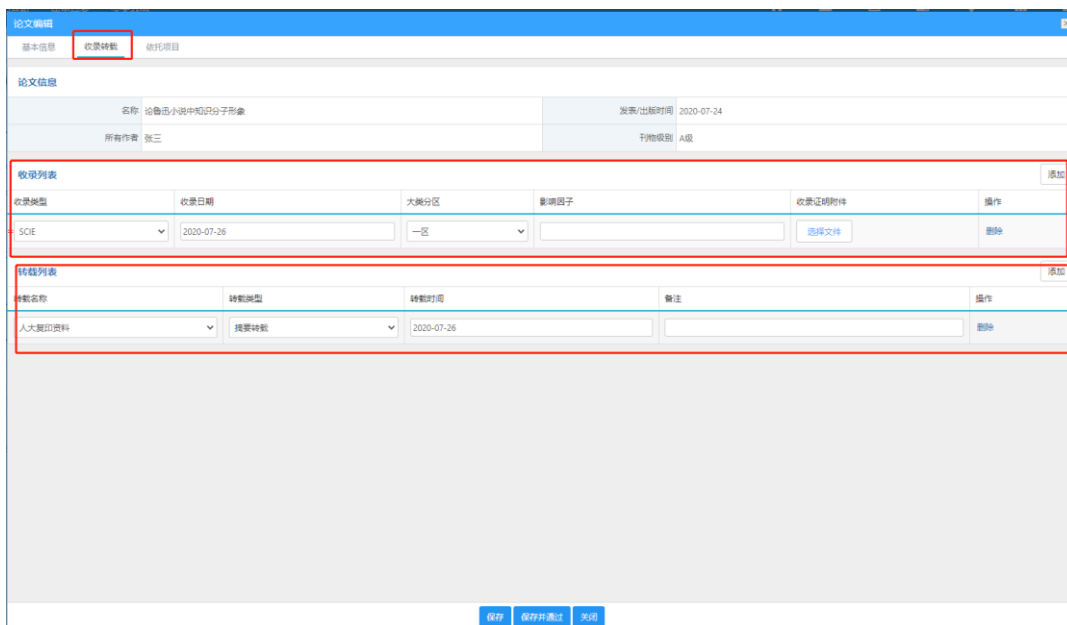 论文编辑
基本信息 收录转载 依托项目
论文信息
名称 论鲁迅小说中知识分子形象 发表/出版时间 2020-07-24
所有作者 张三 刊物级别 A级
收录列表 添加
收录类型 收录日期 大类分区 影响因子 收录证明附件 操作
SCIE 2020-07-26 一区 选择文件 删除
转载列表 添加
转载名称 转载类型 转载时间 备注 操作
人大复印资料 摘要转载 2020-07-26 删除
保存 保存并通过 关闭